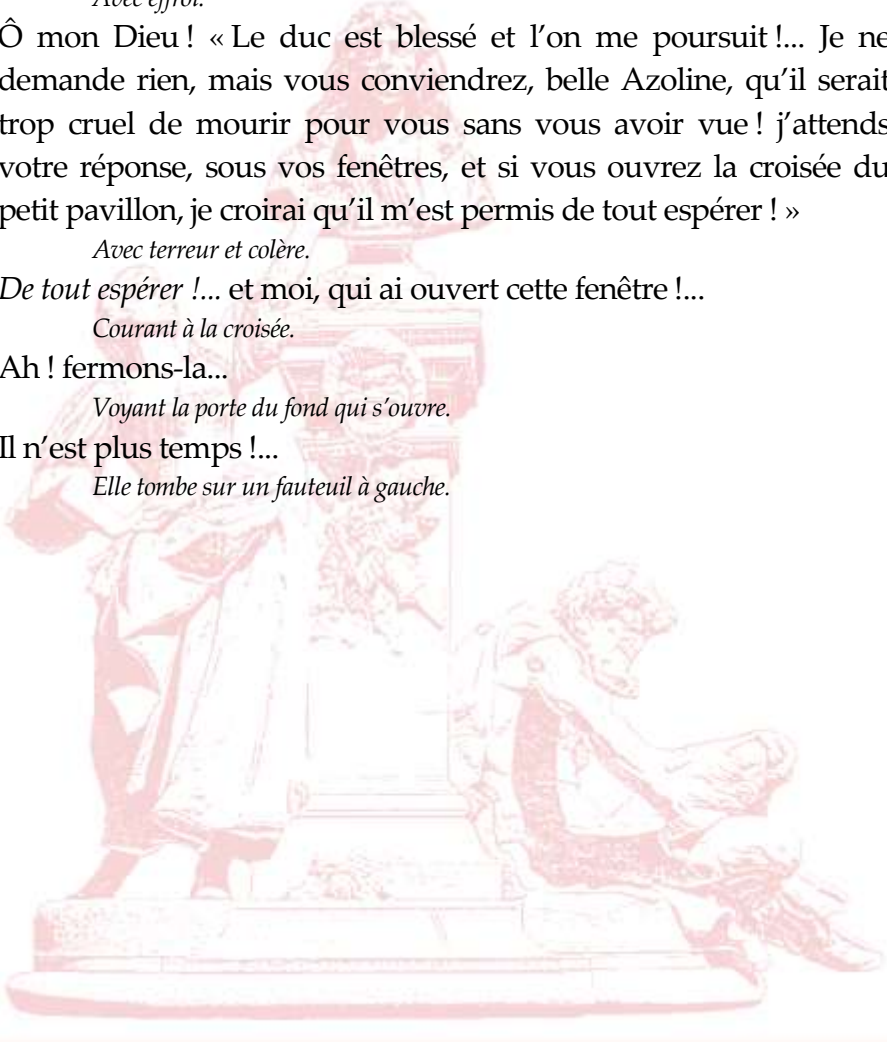 Avec effroi.
Ô mon Dieu ! « Le duc est blessé et l’on me poursuit !... Je ne
demande rien, mais vous conviendrez, belle Azoline, qu’il serait
trop cruel de mourir pour vous sans vous avoir vue ! j’attends
votre réponse, sous vos fenêtres, et si vous ouvrez la croisée du
petit pavillon, je croirai qu’il m’est permis de tout espérer ! »
Avec terreur et colère.
De tout espérer !... et moi, qui ai ouvert cette fenêtre !...
Courant à la croisée.
Ah ! fermons-la...
Voyant la porte du fond qui s’ouvre.
Il n’est plus temps !...
Elle tombe sur un fauteuil à gauche.